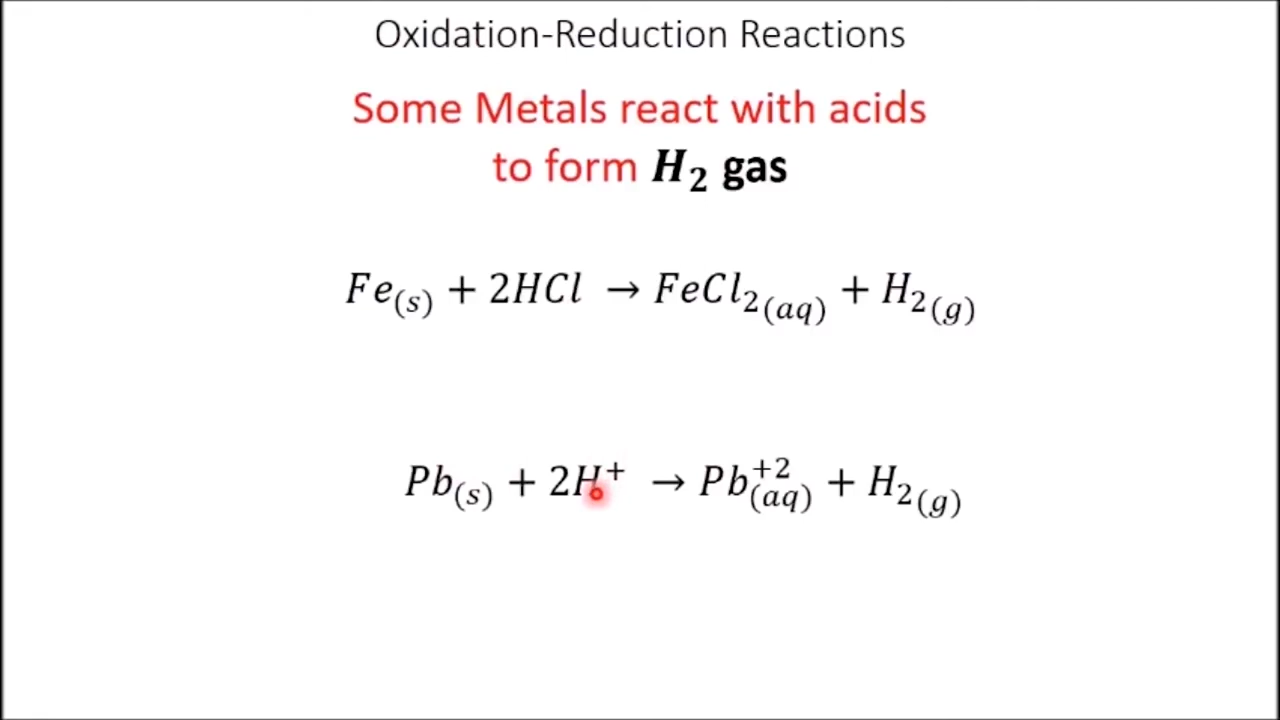 Oxidation-Reduction Reactions
Some Metals react with acids
to form H₂ gas
Fe₍ₛ₎ + 2HCl → FeCl₂₍aq₎ + H₂₍g₎
Pb₍ₛ₎ + 2H⁺ → Pb⁺²₍aq₎ + H₂₍g₎